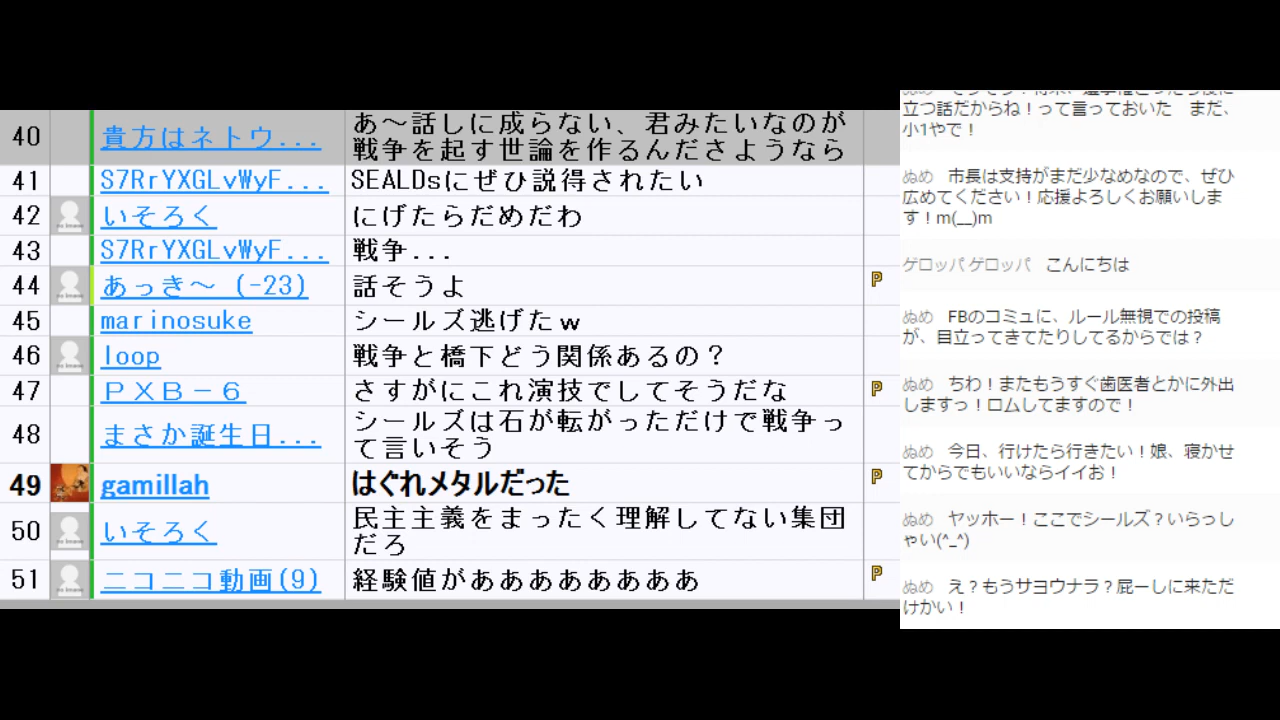 40 貴方はネトウ... あ～話しに成らない、君みたいなのが
戦争を起す世論を作るんださようなら
41 S7RrYXGLvWyF... SEALDsにぜひ説得されたい
42 いそろく にげたらだめだわ
43 S7RrYXGLvWyF... 戦争...
44 あっき～ (-23) 話そうよ P
45 marinosuke シールズ逃げたｗ
46 loop 戦争と橋下どう関係あるの？
47 ＰＸＢ－６ さすがにこれ演技でしてそうだな P
48 まさか誕生日... シールズは石が転がっただけで戦争っ
て言いそう
49 gamillah はぐれメタルだった P
50 いそろく 民主主義をまったく理解してない集団
だろ
51 ニコニコ動画(9) 経験値がああああああああ P
立つ話だからね！って言っておいた　まだ、
小1やで！
ぬめ 市長は支持がまだ少なめなので、ぜひ
広めてください！応援よろしくお願いしま
す！m(__)m
ゲロッパゲロッパ こんにちは
ぬめ FBのコミュに、ルール無視での投稿
が、目立ってきてたりしてるからでは？
ぬめ ちわ！またもうすぐ歯医者とかに外出
しますっ！ロムしてますので！
ぬめ 今日、行けたら行きたい！娘、寝かせ
てからでもいいならイイお！
ぬめ ヤッホー！ここでシールズ？いらっし
ゃい(^_^)
ぬめ え？もうサヨウナラ？屁ーしに来ただ
けかい！